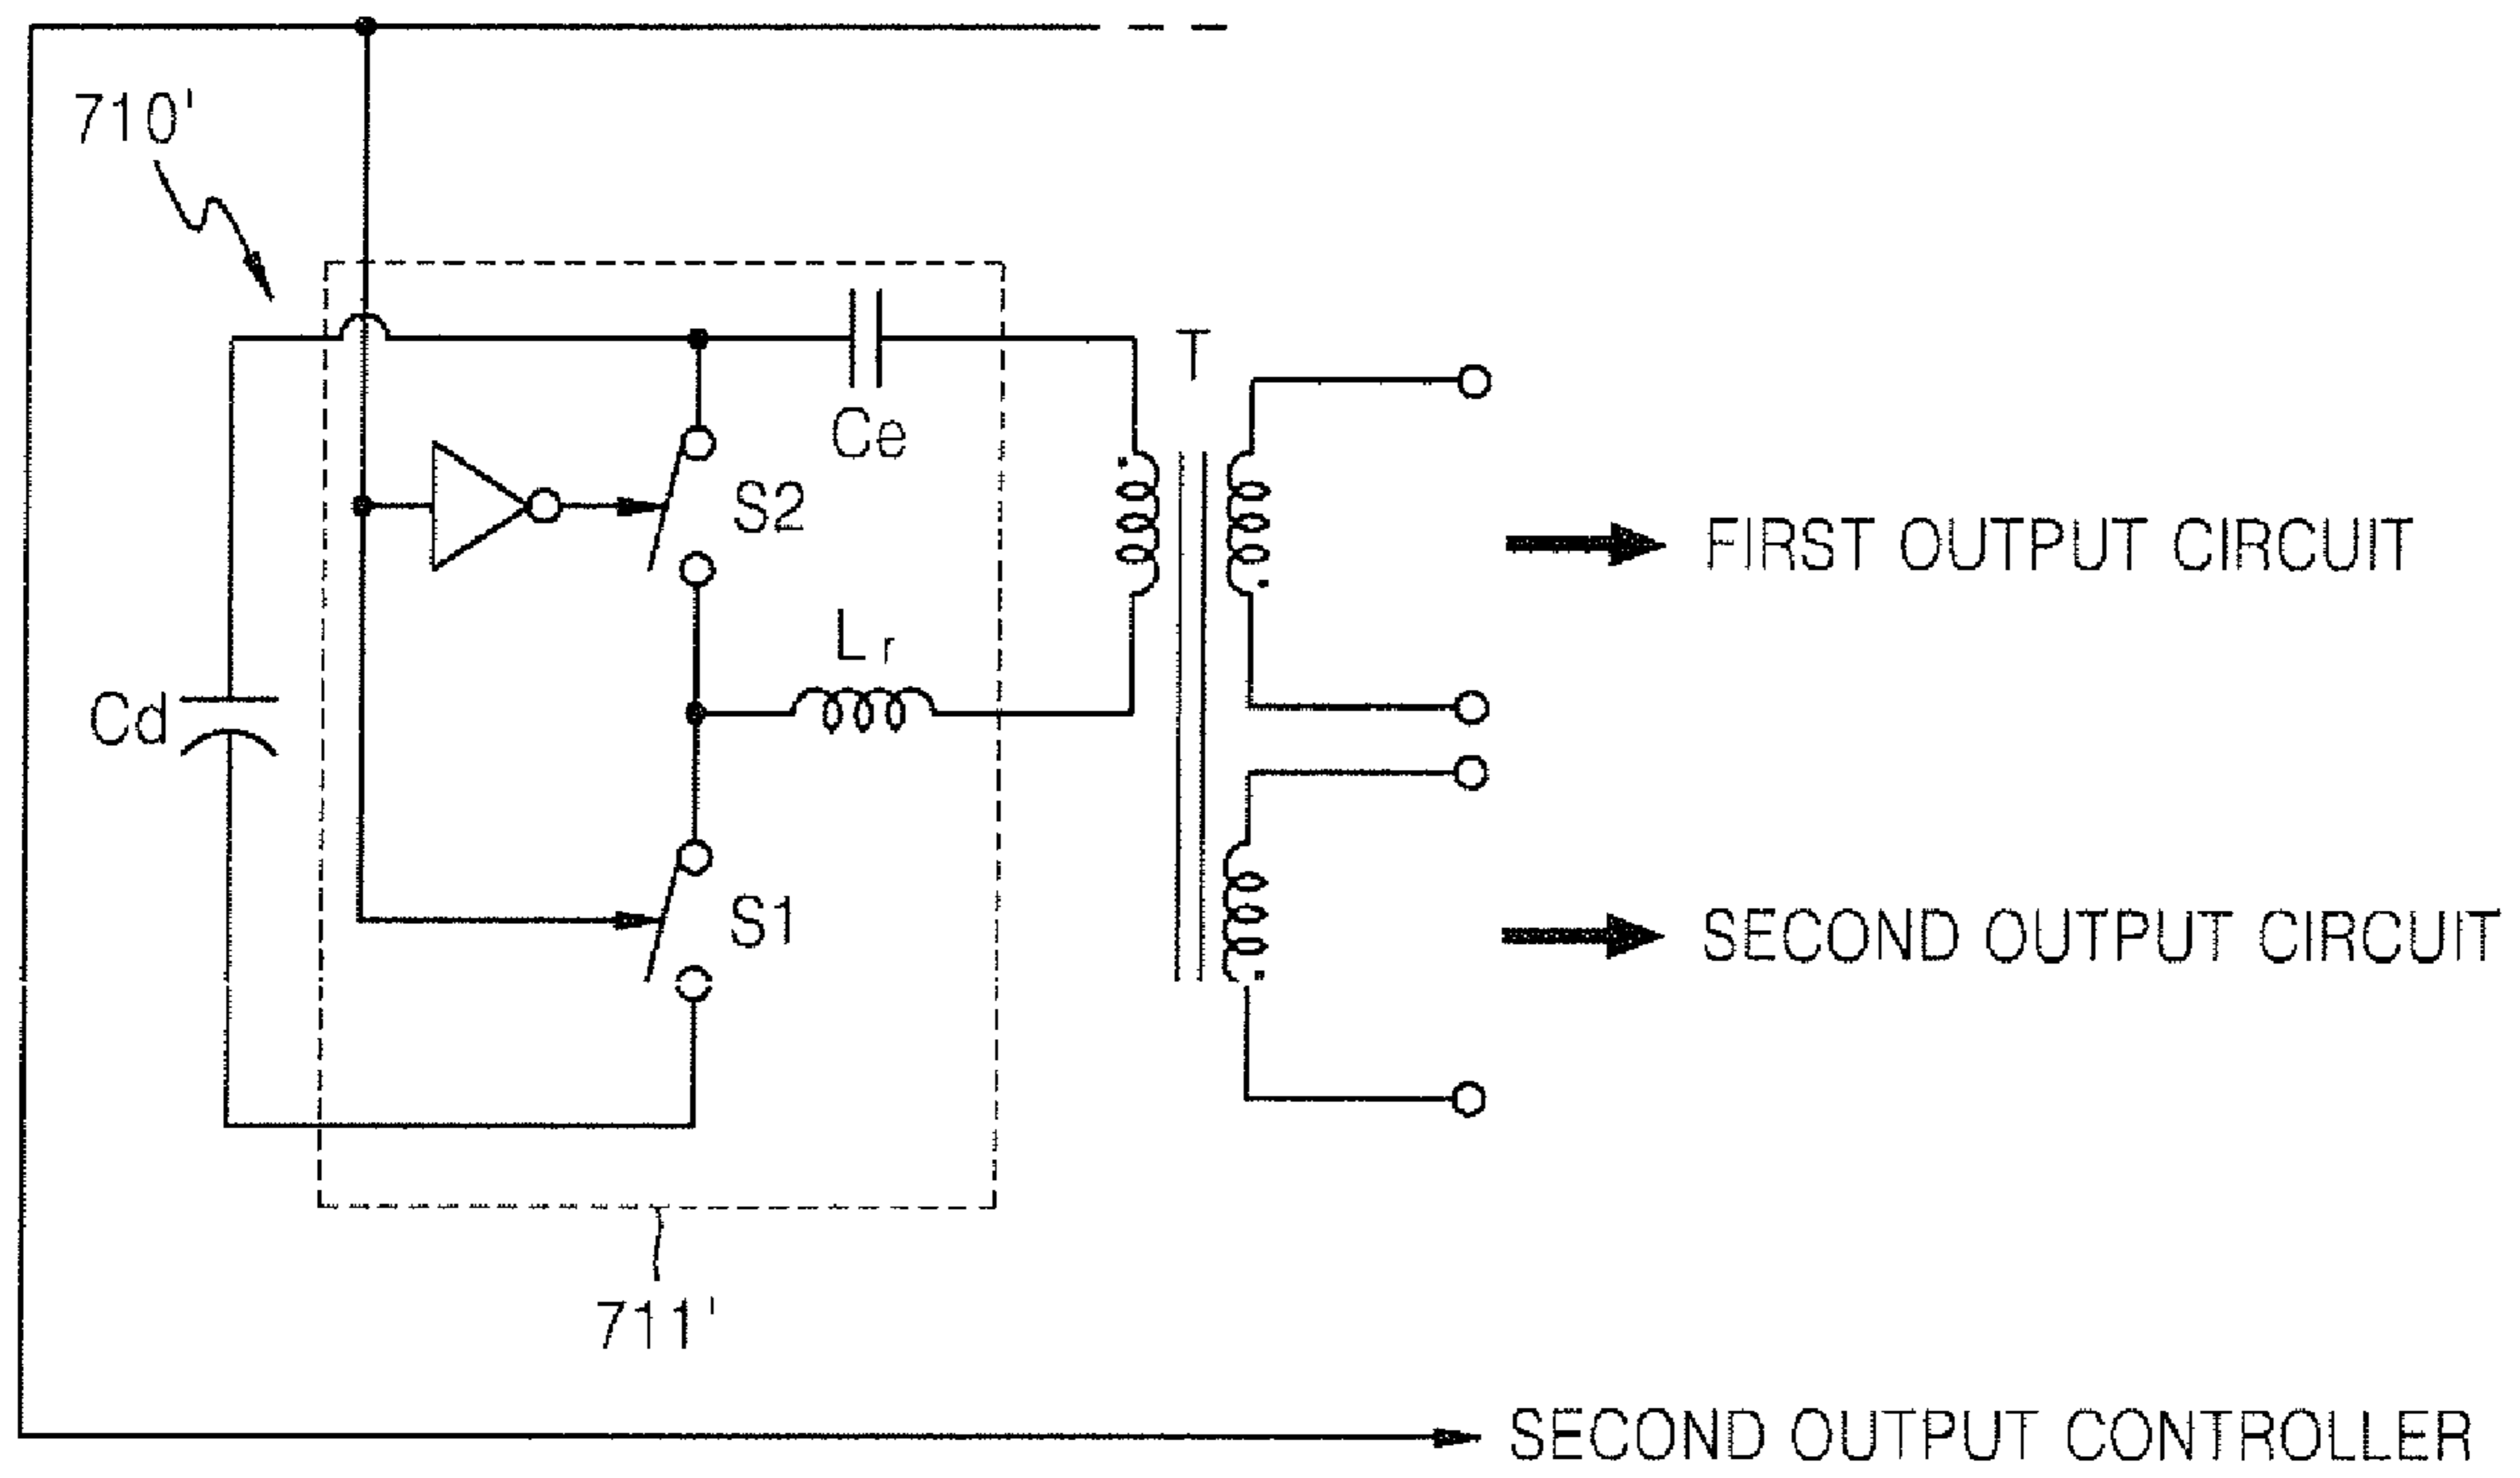 710'
T
Ce
S2
FIRST OUTPUT CIRCUIT
Lr
Cd
S1
SECOND OUTPUT CIRCUIT
711'
SECOND OUTPUT CONTROLLER